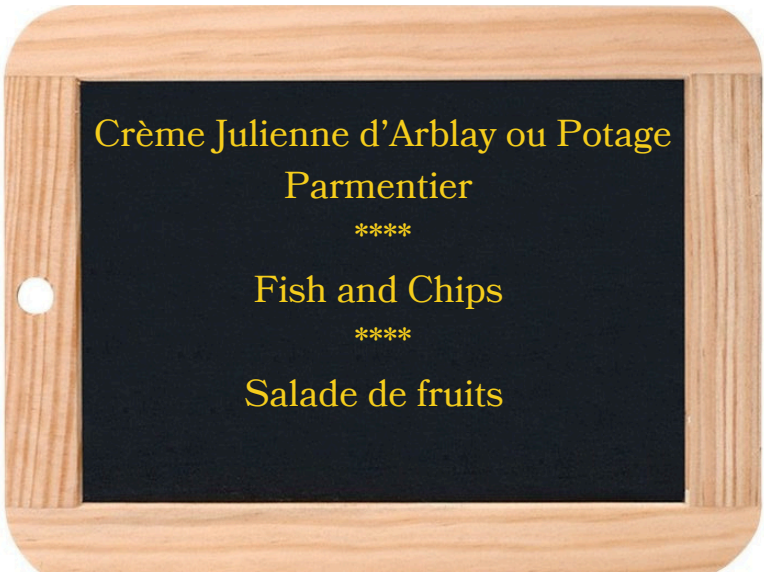 Crème Julienne d’Arblay ou Potage
Parmentier
****
Fish and Chips
****
Salade de fruits